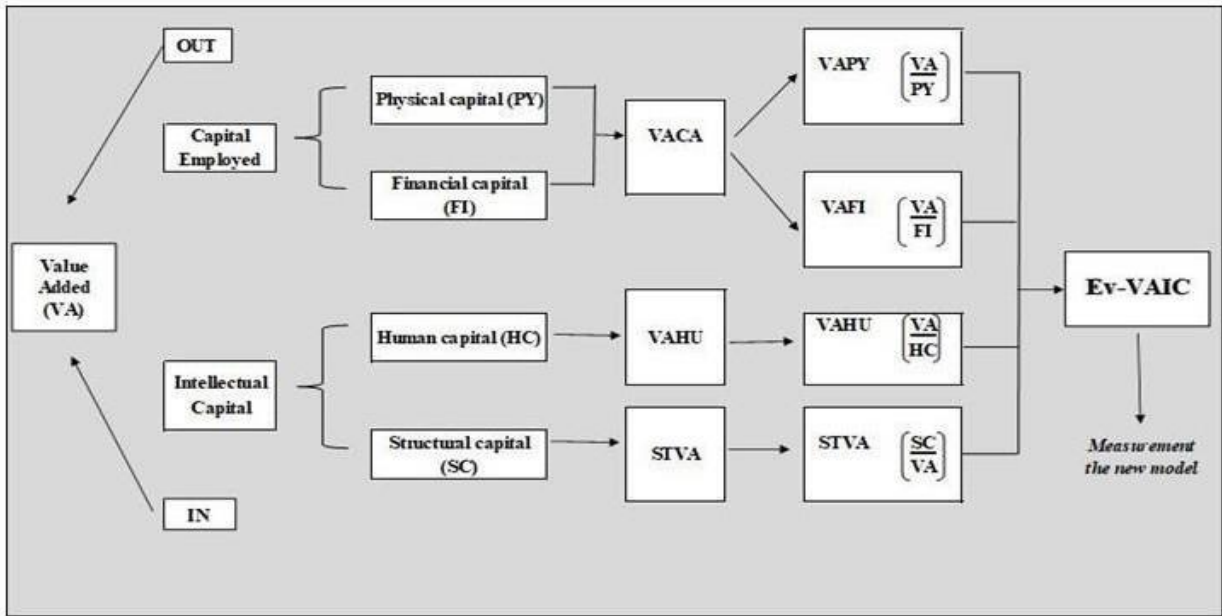 OUT
Capital
Employed
Physical capital (PY)
Financial capital
(FI)
VACA
VAPY
VA
PY
VAFI
VA
FI
Value
Added
(VA)
Ev-VAIC
Human capital (HC)
VAHU
VAHU
VA
HC
Intellectual
Capital
Structural capital
(SC)
STVA
STVA
SC
VA
Measurement
the new model
IN